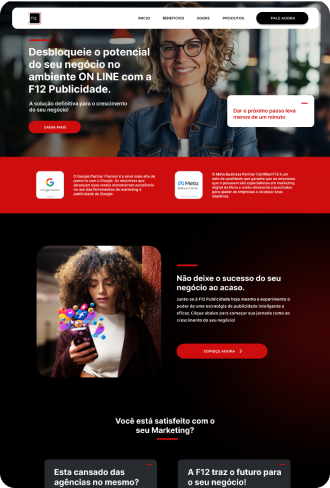 F12
INICIO
BENEFÍCIOS
SOBRE
PRODUTOS
FALE AGORA
Desbloqueie o potencial
do seu negócio no
ambiente ON LINE com a
F12 Publicidade.
A solução definitiva para o crescimento
do seu negócio!
SAIBA MAIS
Dar o próximo passo leva
menos de um minuto
Google Partner
O Google Partner Premier é o nível mais alto de
parceria com o Google. As empresas que
alcançam esse status demonstram excelência
no uso das ferramentas de marketing e
publicidade do Google.
Meta
Business Partner
O Meta Business Partner Certified F12 é um
selo de qualidade que garante que as empresas
que o possuem são especialistas em marketing
digital da Meta e estão altamente capacitadas
para ajudar as empresas a alcançar seus
objetivos.
Não deixe o sucesso do seu
negócio ao acaso.
Junte-se à F12 Publicidade hoje mesmo e experimente o
poder de uma estratégia de publicidade inteligente e
eficaz. Clique abaixo para começar sua jornada rumo ao
crescimento do seu negócio!
COMEÇE AGORA
Você está satisfeito com o
seu Marketing?
Esta cansado das
agências no mesmo?
A F12 traz o futuro para
o seu negócio!